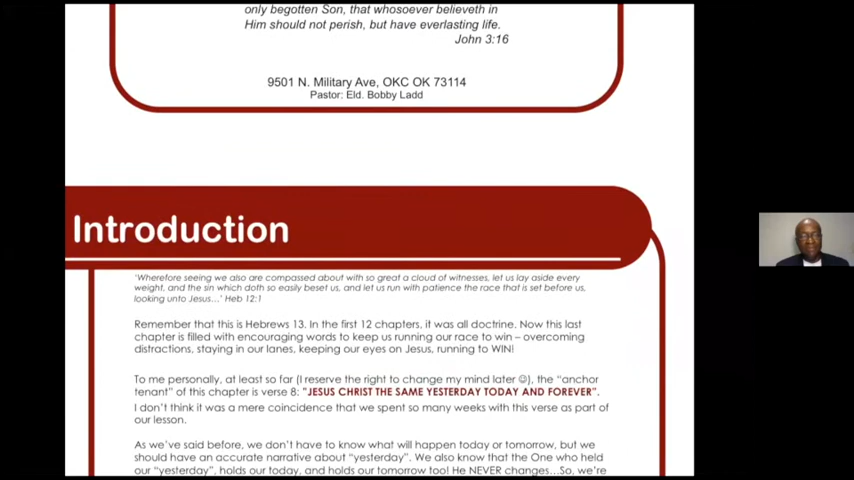 only begotten Son, that whosoever believeth in
Him should not perish, but have everlasting life.
John 3:16
9501 N. Military Ave, OKC OK 73114
Pastor: Eld. Bobby Ladd
Introduction
'Wherefore seeing we also are compassed about with so great a cloud of witnesses, let us lay aside every
weight, and the sin which doth so easily beset us, and let us run with patience the race that is set before us,
looking unto Jesus…' Heb 12:1
Remember that this is Hebrews 13. In the first 12 chapters, it was all doctrine. Now this last
chapter is filled with encouraging words to keep us running our race to win – overcoming
distractions, staying in our lanes, keeping our eyes on Jesus, running to WIN!
To me personally, at least so far (I reserve the right to change my mind later ☺), the "anchor
tenant" of this chapter is verse 8: "JESUS CHRIST THE SAME YESTERDAY TODAY AND FOREVER".
I don't think it was a mere coincidence that we spent so many weeks with this verse as part of
our lesson.
As we've said before, we don't have to know what will happen today or tomorrow, but we
should have an accurate narrative about "yesterday". We also know that the One who held
our "yesterday", holds our today, and holds our tomorrow too! He NEVER changes…So, we're